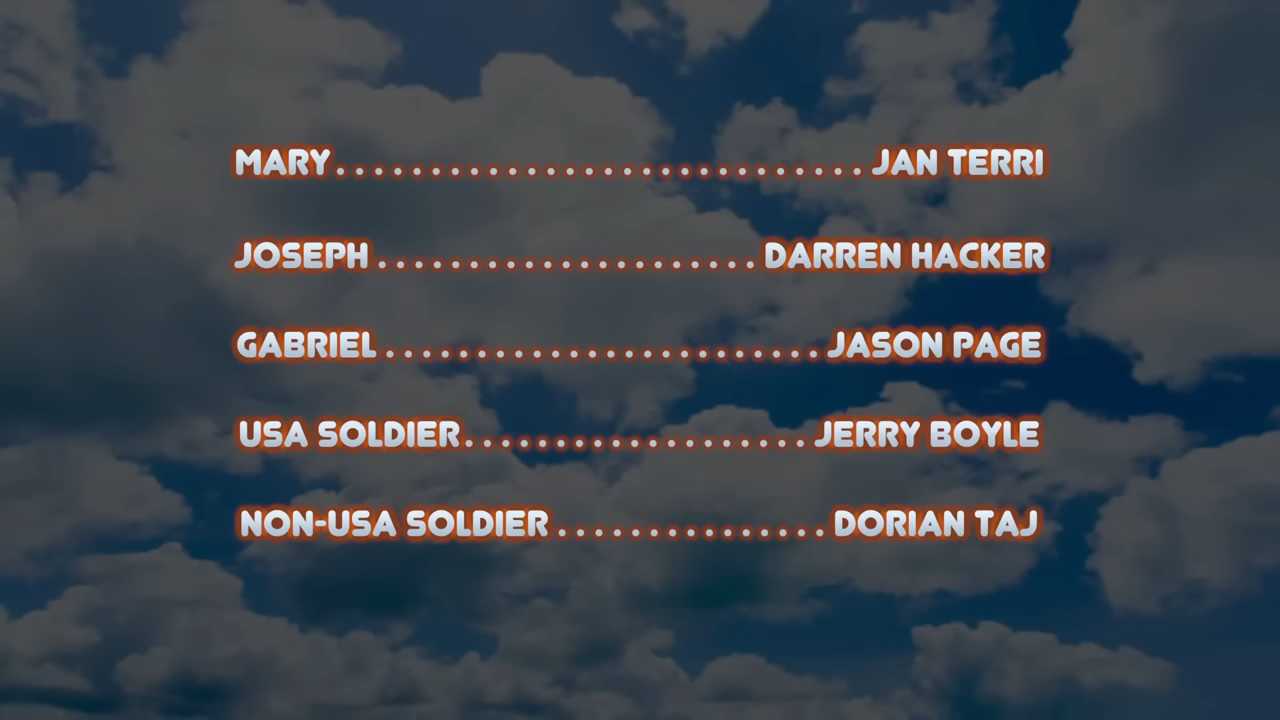 MARY............................JAN TERRI
JOSEPH.....................DARREN HACKER
GABRIEL........................JASON PAGE
USA SOLDIER...................JERRY BOYLE
NON-USA SOLDIER...............DORIAN TAJ